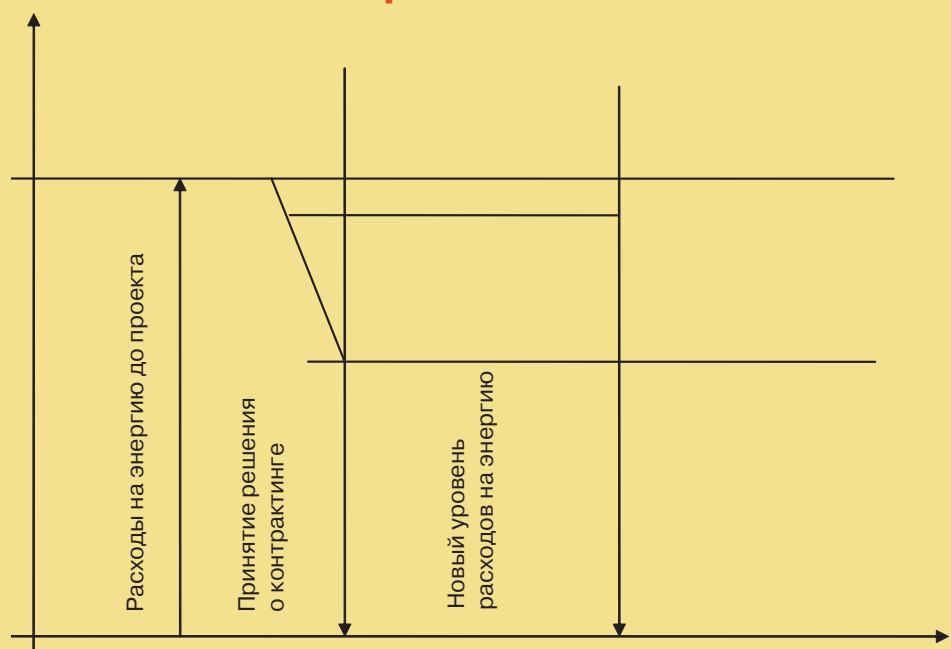 Расходы на энергию до проекта
Принятие решения
о контрактинге
Новый уровень
расходов на энергию